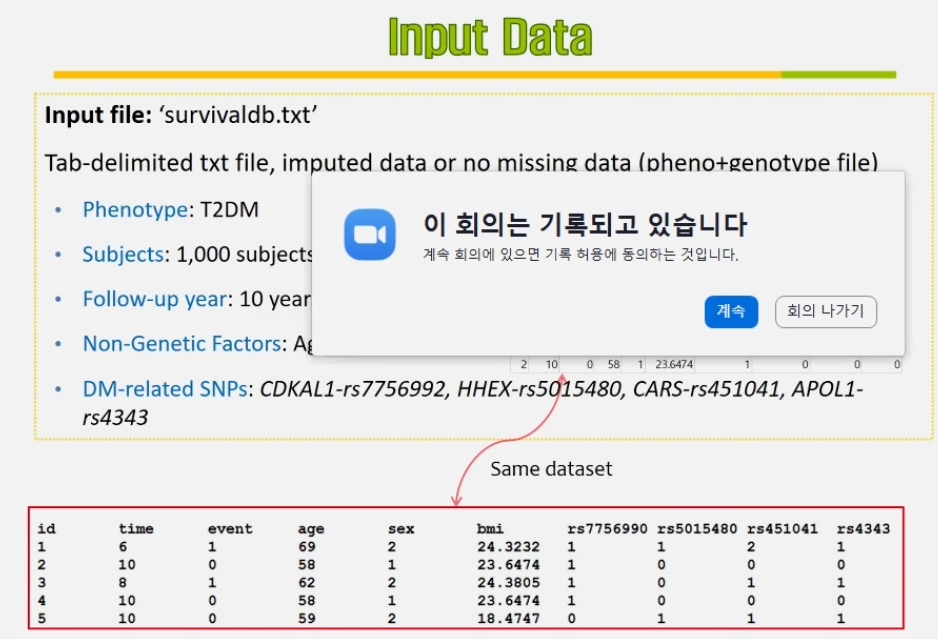 Input Data
Input file: ‘survivaldb.txt’
Tab-delimited txt file, imputed data or no missing data (pheno+genotype file)
• Phenotype: T2DM
• Subjects: 1,000 subjects
• Follow-up year: 10 year
• Non-Genetic Factors:
이 회의는 기록되고 있습니다
계속 회의에 있으면 기록 허용에 동의하는 것입니다.
계속 회의 나가기
2 10 0 58 1 23.6474 1 0 0 0
• DM-related SNPs: CDKAL1-rs7756992, HHEX-rs5015480, CARS-rs451041, APOL1-
rs4343
Same dataset
id time event age sex bmi rs7756990 rs5015480 rs451041 rs4343
1 6 1 69 2 24.3232 1 1 2 1
2 10 0 58 1 23.6474 1 0 0 0
3 8 1 62 2 24.3805 1 0 1 1
4 10 0 58 1 23.6474 1 0 0 0
5 10 0 59 2 18.4747 0 1 1 1